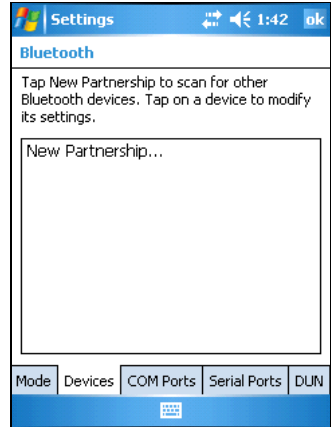 Settings 1:42 ok
Bluetooth
Tap New Partnership to scan for other
Bluetooth devices. Tap on a device to modify
its settings.
New Partnership...
Mode Devices COM Ports Serial Ports DUN